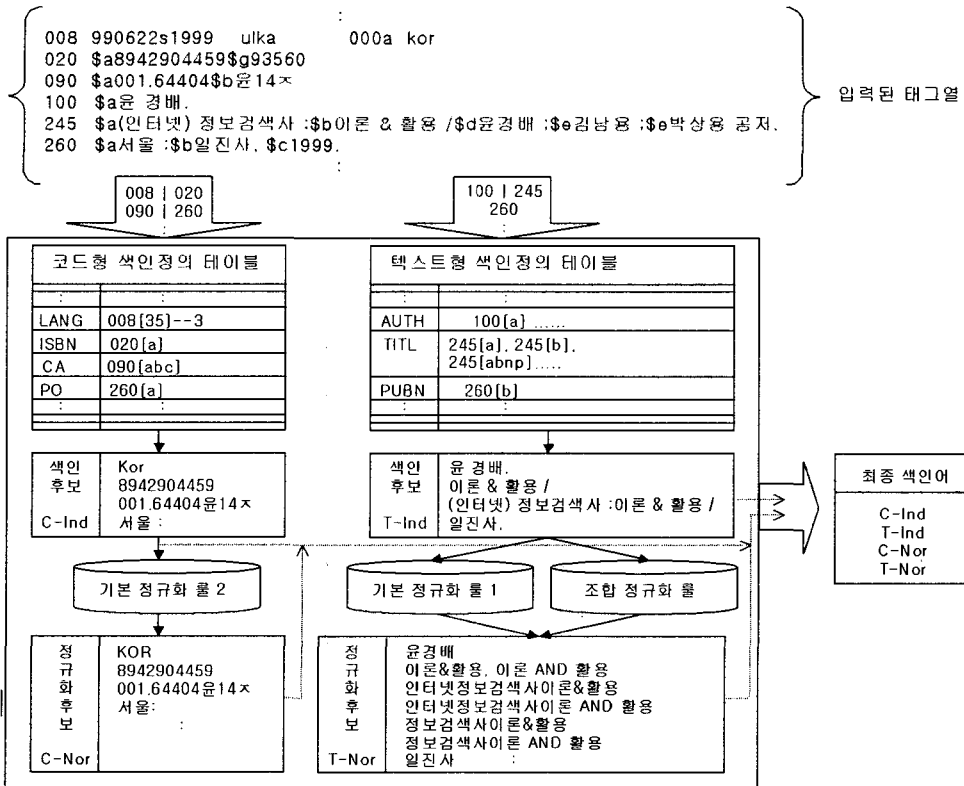 :
008 990622s1999 ulka 000a kor
020 $a8942904459$g93560
090 $a001.64404$b윤14ㅈ
100 $a윤 경배.
245 $a(인터넷) 정보검색사 :$b이론 & 활용 /$d윤경배 ;$e김남용 ;$e박상용 공저.
260 $a서울 :$b일진사, $c1999.
:
입력된 태그열
008 | 020
090 | 260
:
100 | 245
260
:
코드형 색인정의 테이블
: :
LANG 008[35]--3
ISBN 020[a]
CA 090[abc]
PO 260[a]
: :
텍스트형 색인정의 테이블
: :
AUTH 100[a] ......
TITL 245[a], 245[b],
245[abnp].....
PUBN 260[b]
: :
색인
후보
C-Ind
Kor
8942904459
001.64404윤14ㅈ
서울 :
색인
후보
T-Ind
윤 경배.
이론 & 활용 /
(인터넷) 정보검색사 :이론 & 활용 /
일진사,
최종 색인어
C-Ind
T-Ind
C-Nor
T-Nor
기본 정규화 룰 2
기본 정규화 룰 1
조합 정규화 룰
정
규
화
후
보
C-Nor
KOR
8942904459
001.64404윤14ㅈ
서울:
:
정
규
화
후
보
T-Nor
윤경배
이론&활용, 이론 AND 활용
인터넷정보검색사이론&활용
인터넷정보검색사이론 AND 활용
정보검색사이론&활용
정보검색사이론 AND 활용
일진사 :